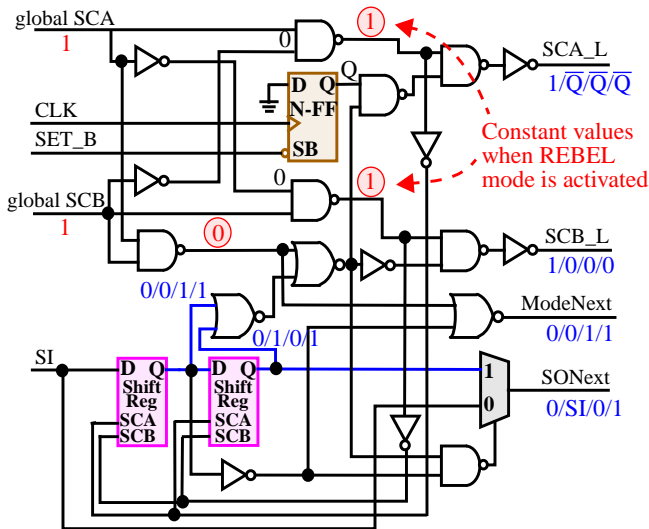 global SCA
1
0
1
SCA_L
1/Q̅/Q̅/Q̅
D Q
Q
N-FF
SB
CLK
SET_B
Constant values
when REBEL
mode is activated
0
1
global SCB
1
0
SCB_L
1/0/0/0
0/0/1/1
0/1/0/1
ModeNext
0/0/1/1
SI
D Q
Shift
Reg
SCA
SCB
D Q
Shift
Reg
SCA
SCB
1
0
SONext
0/SI/0/1